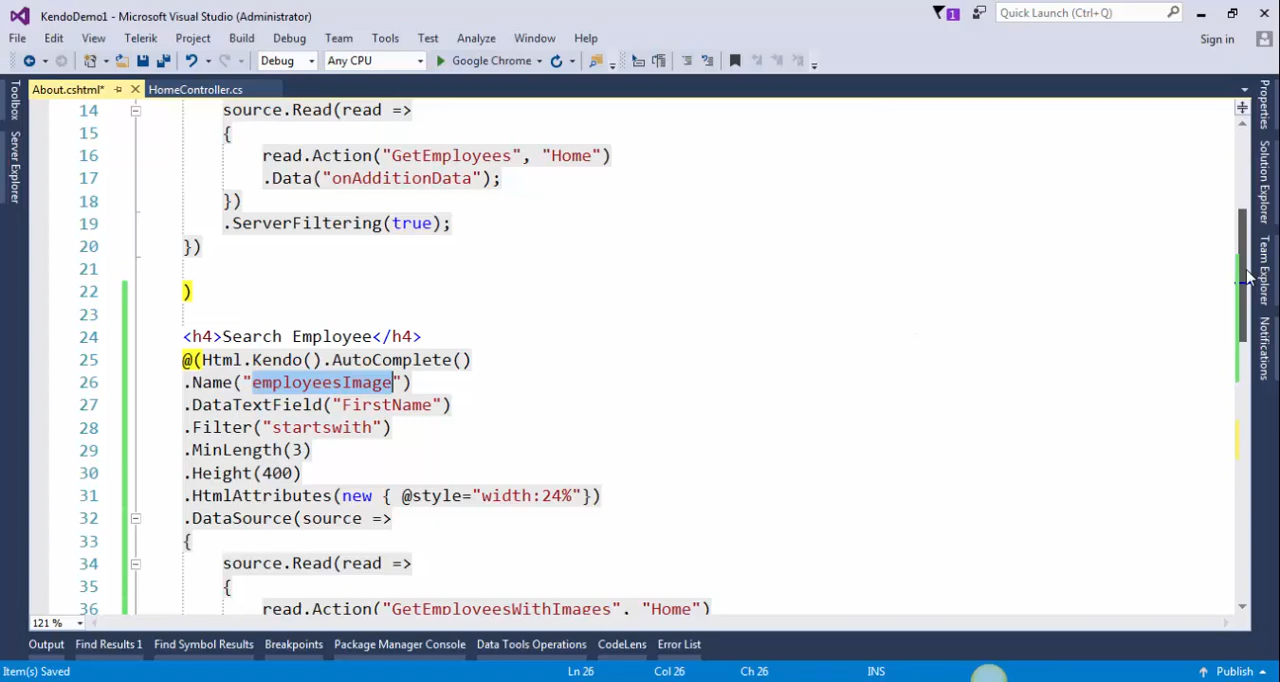 KendoDemo1 - Microsoft Visual Studio (Administrator)
1
Quick Launch (Ctrl+Q)
File Edit View Telerik Project Build Debug Team Tools Test Analyze Window Help
Sign in
Debug Any CPU Google Chrome
About.cshtml* HomeController.cs
Toolbox
Server Explorer
14 source.Read(read =>
15 {
16 read.Action("GetEmployees", "Home")
17 .Data("onAdditionData");
18 })
19 .ServerFiltering(true);
20 })
21
22 )
23
24 <h4>Search Employee</h4>
25 @(Html.Kendo().AutoComplete()
26 .Name("employeesImage")
27 .DataTextField("FirstName")
28 .Filter("startswith")
29 .MinLength(3)
30 .Height(400)
31 .HtmlAttributes(new { @style="width:24%"})
32 .DataSource(source =>
33 {
34 source.Read(read =>
35 {
36 read.Action("GetEmployeesWithImages", "Home")
Properties
Solution Explorer
Team Explorer
Notifications
121 %
Output Find Results 1 Find Symbol Results Breakpoints Package Manager Console Data Tools Operations CodeLens Error List
Item(s) Saved Ln 26 Col 26 Ch 26 INS Publish